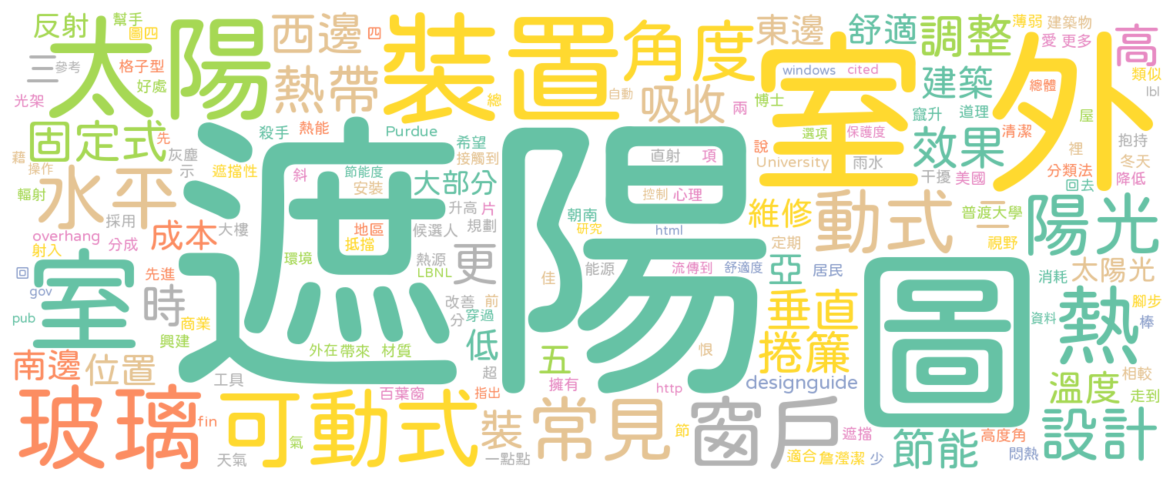 反射 幫手 圖四 太陽 西邊 四 裝置 角度 東邊 舒適 調整 薄弱 建築物 愛 更多 高
三 參考 格子型 好處 熱帶 總 自動 吸收 windows cited 兩 博士 室外 建築 總體 類似 lbl
光架 固定式 先 殺手 熱能 Purdue 希望 接觸到 直射 項 選項 保護度 說 University 雨水 竄升 道理 清潔 屋 效果 裡 抱持
藉 操作 灰塵 示 遮擋性 斜 節能度 安裝 大部分 控制 心理 干擾 美國 分類法 回去 冬天 降低
輻射 水平 採用 大樓 地區 抵擋 升高 片 規劃 候選人 朝南 研究 維修 動式 普渡大學 二 視野 陽光
overhang 射入 分成 成本 遮陽 環境 熱源 LBNL 更 html 定期 亞 居民 消耗 太陽光
回 gov pub 室 先進 時 商業 興建 改善 分 前 穿過 佳 能源 流傳到 舒適度 垂直 圖 資料 熱 腳步 棒
南邊 位置 工具 外在 帶來 材質 低 超 五 恨 捲簾 溫度 相較 走到
玻璃 fin 可動式 百葉窗 指出 擁有 http designguide
天氣 氣 裝 一點點 常見 節 窗戶 遮擋 適合 詹瀅潔 少 節能 高度角 悶熱 設計